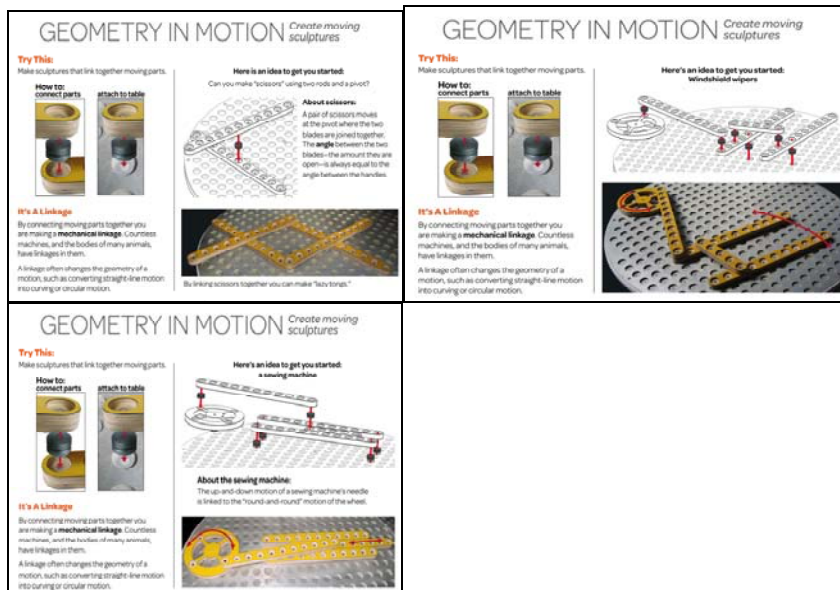 GEOMETRY IN MOTION Create moving
sculptures
Try This:
Make sculptures that link together moving parts.
How to:
connect parts attach to table
It's A Linkage
By connecting moving parts together you
are making a mechanical linkage. Countless
machines, and the bodies of many animals,
have linkages in them.
A linkage often changes the geometry of a
motion, such as converting straight-line motion
into curving or circular motion.
Here is an idea to get you started:
Can you make "scissors" using two rods and a pivot?
About scissors:
A pair of scissors moves
at the pivot where the two
blades are joined together.
The angle between the two
blades—the amount they are
open—is always equal to the
angle between the handles.
By linking scissors together you can make "lazy tongs."
GEOMETRY IN MOTION Create moving
sculptures
Try This:
Make sculptures that link together moving parts.
How to:
connect parts attach to table
It's A Linkage
By connecting moving parts together you
are making a mechanical linkage. Countless
machines, and the bodies of many animals,
have linkages in them.
A linkage often changes the geometry of a
motion, such as converting straight-line motion
into curving or circular motion.
Here's an idea to get you started:
Windshield wipers
GEOMETRY IN MOTION Create moving
sculptures
Try This:
Make sculptures that link together moving parts.
How to:
connect parts attach to table
It's A Linkage
By connecting moving parts together you
are making a mechanical linkage. Countless
machines, and the bodies of many animals,
have linkages in them.
A linkage often changes the geometry of a
motion, such as converting straight-line motion
into curving or circular motion.
Here's an idea to get you started:
a sewing machine
About the sewing machine:
The up-and-down motion of a sewing machine's needle
is linked to the "round-and-round" motion of the wheel.